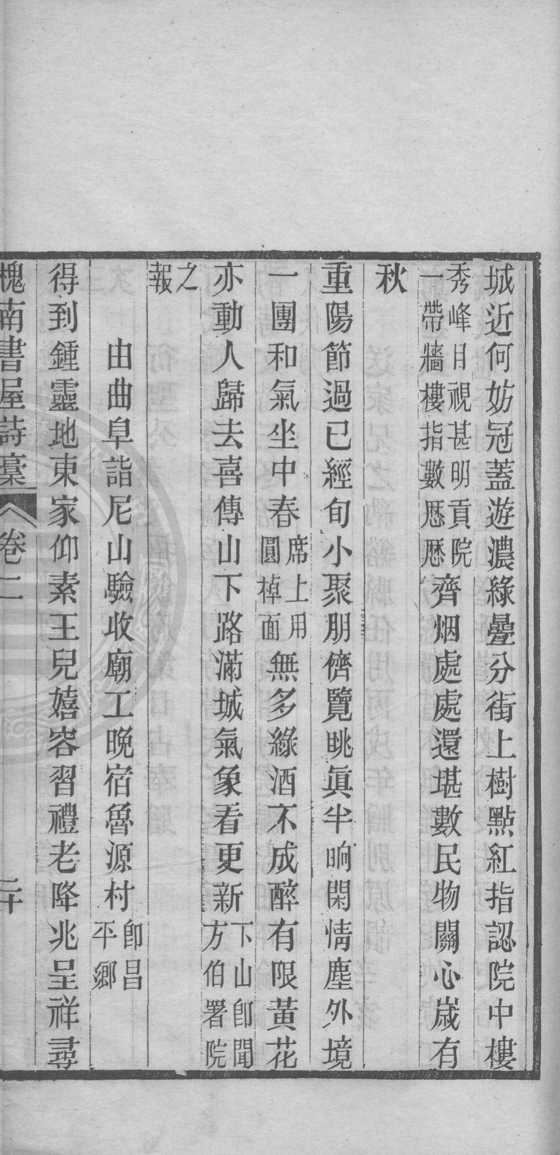 城近何妨冠蓋遊濃綠疊分街上樹點紅指認院中樓
秀峰目視甚明貢院
一帶牆樓指數歷歷
齊烟處處還堪數民物關心歲有
秋
重陽節過已經旬小聚朋儕覽眺眞半晌閑情塵外境
一團和氣坐中春
席上用
圓棹面
無多綠酒不成醉有限黃花
亦動人歸去喜傳山下路滿城氣象看更新
下山卽聞
方伯署院
之
報
由曲阜詣尼山驗收廟工晚宿魯源村
卽昌
平鄉
得到鍾靈地東家仰素王兒嬉容習禮老降兆呈祥尋
槐南書屋詩稾
卷二
二十